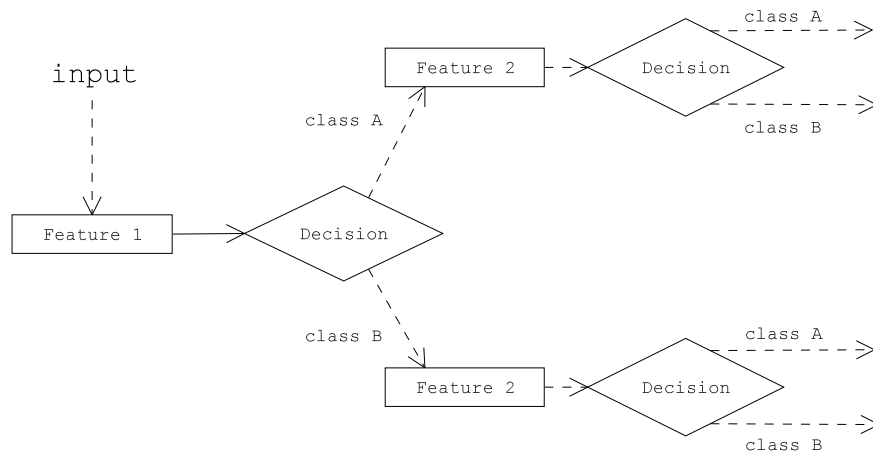 input
Feature 1
Decision
class A
Feature 2
Decision
class A
class B
class B
Feature 2
Decision
class A
class B